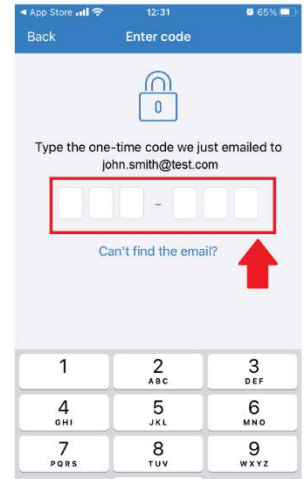 App Store 12:31 65%
Back Enter code
0
Type the one-time code we just emailed to
john.smith@test.com
-
Can't find the email?
1 2 3
ABC DEF
4 5 6
GHI JKL MNO
7 8 9
PQRS TUV WXYZ